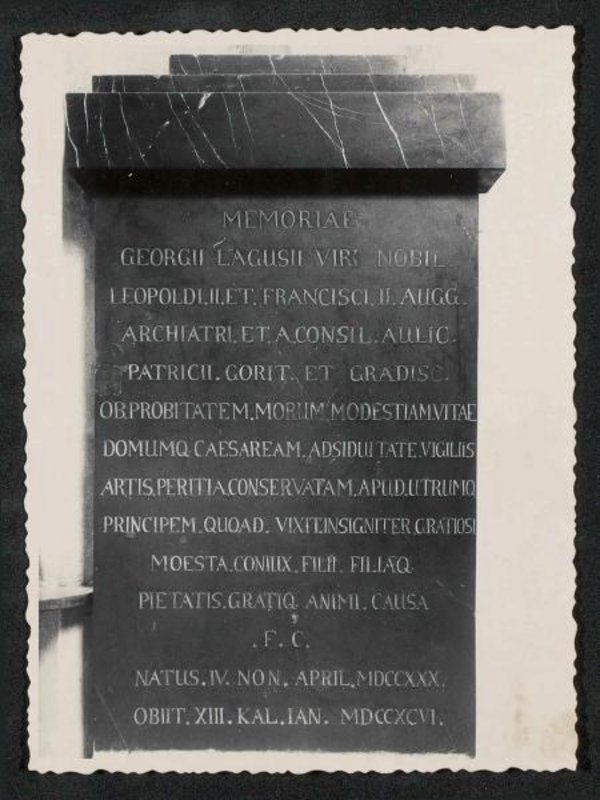 MEMORIAE
GEORGII LAGUSII VIRI NOBIL.
LEOPOLDI.II.ET.FRANCISCI.II.AUGG.
ARCHIATRI.ET.A.CONSIL.AULIC.
PATRICII.GORIT.ET GRADISC.
OB.PROBITATEM.MORUM.MODESTIAM.VITAE
DOMUMQ.CAESAREAM.ADSIDUITATE.VIGILIIS
ARTIS.PERITIA.CONSERVATAM.APUD.UTRUMQ
PRINCIPEM.QUOAD.VIXIT.INSIGNITER.GRATIOSI
MOESTA.CONIUX.FILII.FILIAEQ
PIETATIS.GRATIQ.ANIMI.CAUSA
.F.C.
NATUS.IV.NON.APRIL.MDCCXXX.
OBIIT.XIII.KAL.IAN.MDCCXCVI.